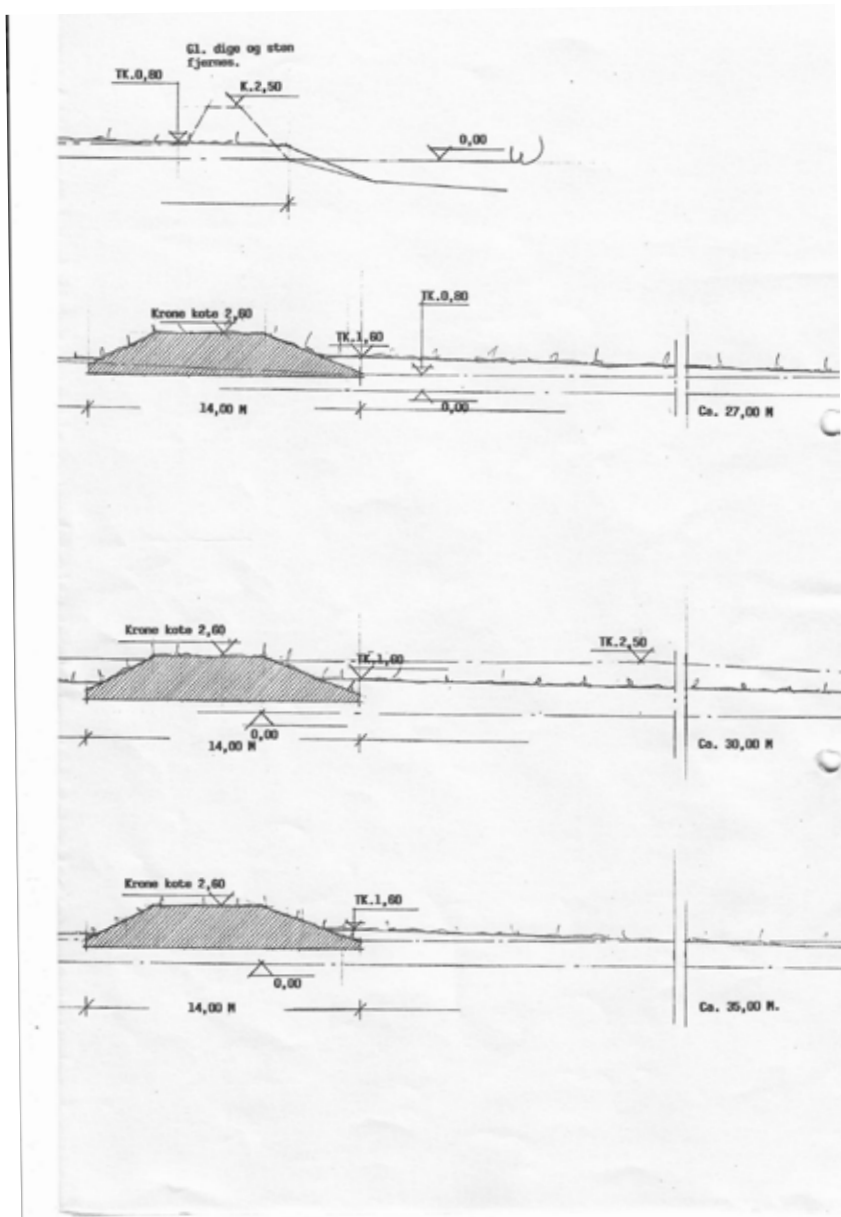 Gl. dige og sten
fjernes.
TK.0,80
K.2,50
0,00
TK.0,80
Krone kote 2,60
TK.1,60
14,00 M
0,00
Ca. 27,00 M
Krone kote 2,60
TK.2,50
TK.1,60
0,00
14,00 M
Ca. 30,00 M
Krone kote 2,60
TK.1,60
0,00
14,00 M
Ca. 35,00 M.